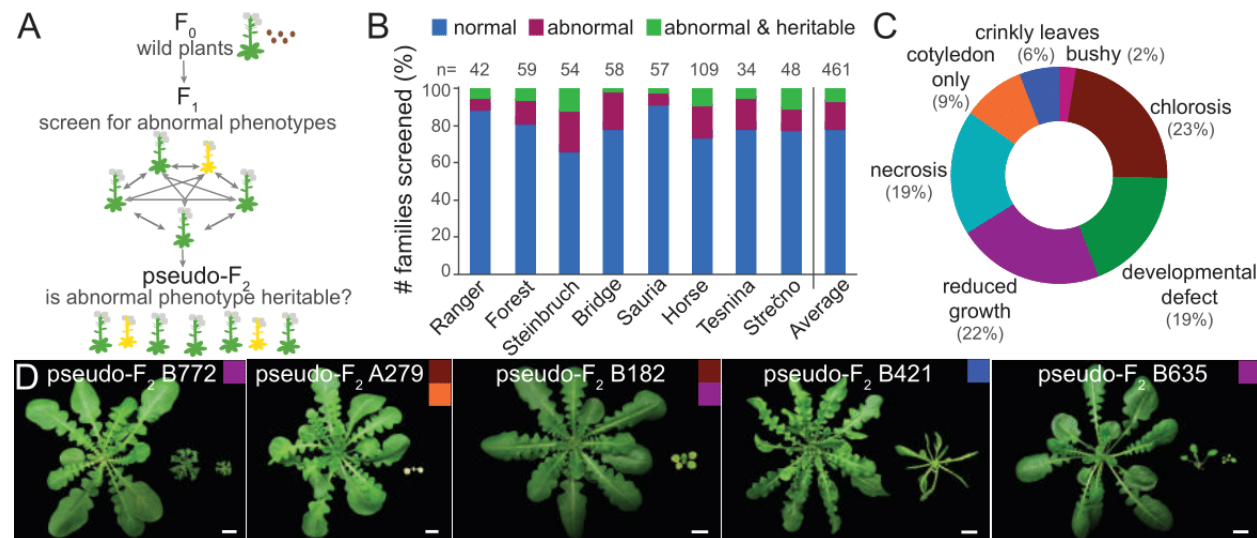 A
F0
wild plants
F1
screen for abnormal phenotypes
pseudo-F2
is abnormal phenotype heritable?
B
normal abnormal abnormal & heritable
n= 42 59 54 58 57 109 34 48 461
# families screened (%)
100
80
60
40
20
0
Ranger
Forest
Steinbruch
Bridge
Sauria
Horse
Tesnina
Strečno
Average
C
crinkly leaves
(6%)
bushy (2%)
cotyledon
only
(9%)
chlorosis
(23%)
necrosis
(19%)
developmental
defect
(19%)
reduced
growth
(22%)
D
pseudo-F2 B772
pseudo-F2 A279
pseudo-F2 B182
pseudo-F2 B421
pseudo-F2 B635